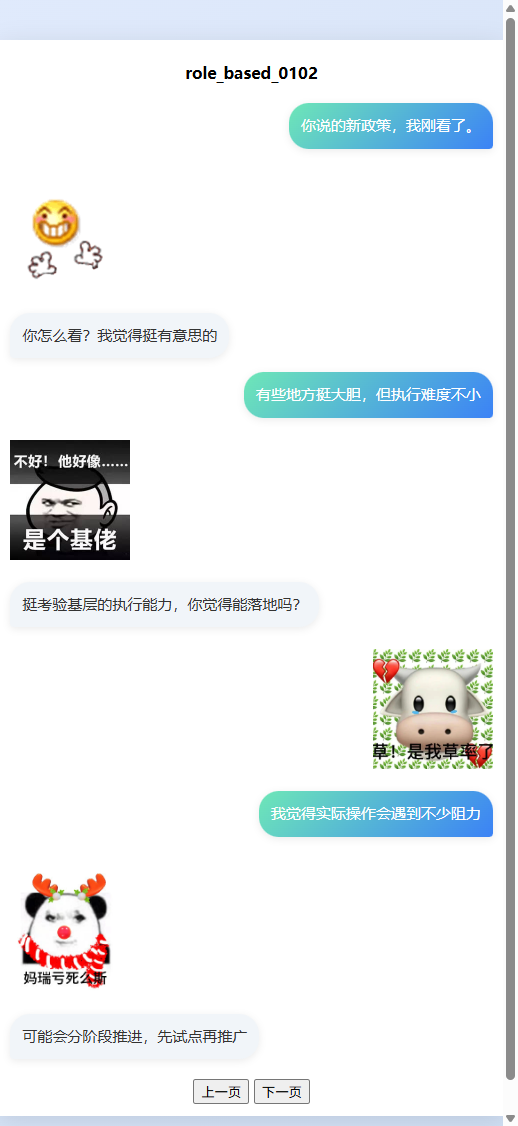 role_based_0102
你说的新政策，我刚看了。
你怎么看？我觉得挺有意思的
有些地方挺大胆，但执行难度不小
不好！他好像……
是个基佬
挺考验基层的执行能力，你觉得能落地吗？
草！是我草率了
我觉得实际操作会遇到不少阻力
妈瑞亏死么斯
可能会分阶段推进，先试点再推广
上一页 下一页